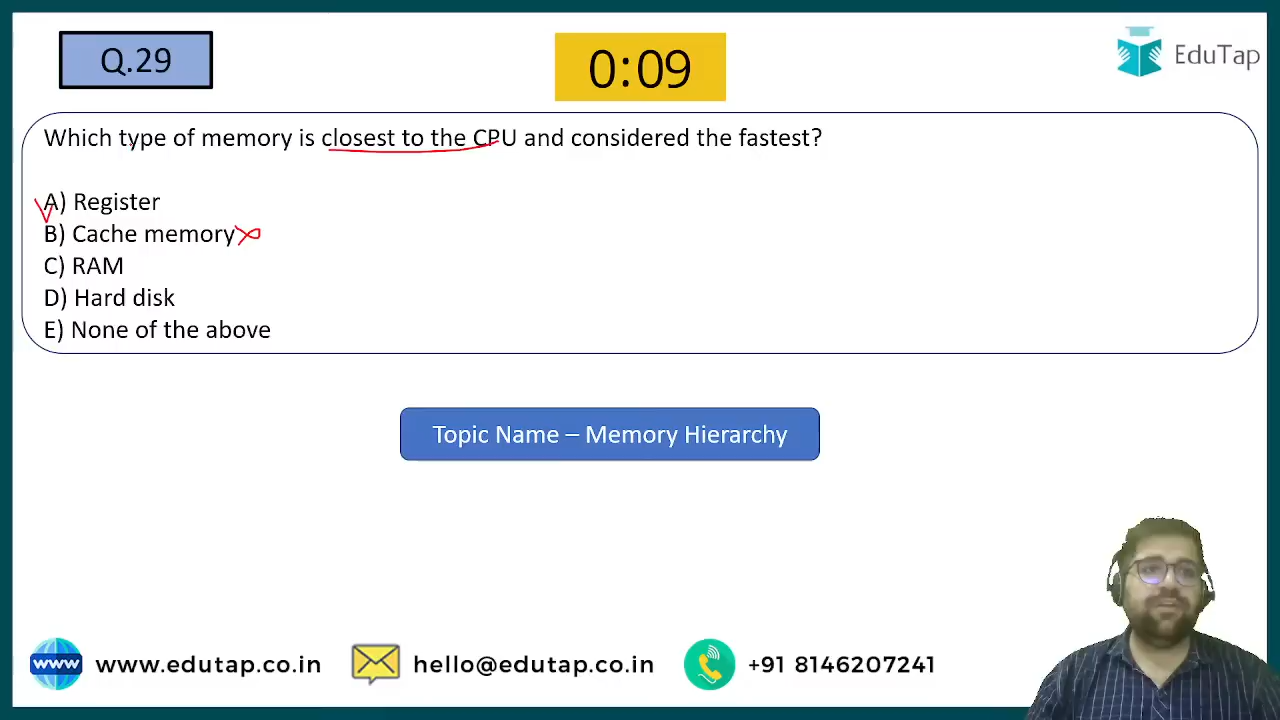 Q.29
0:09
EduTap
Which type of memory is closest to the CPU and considered the fastest?
A) Register
B) Cache memory
C) RAM
D) Hard disk
E) None of the above
Topic Name – Memory Hierarchy
www
www.edutap.co.in
hello@edutap.co.in
+91 8146207241